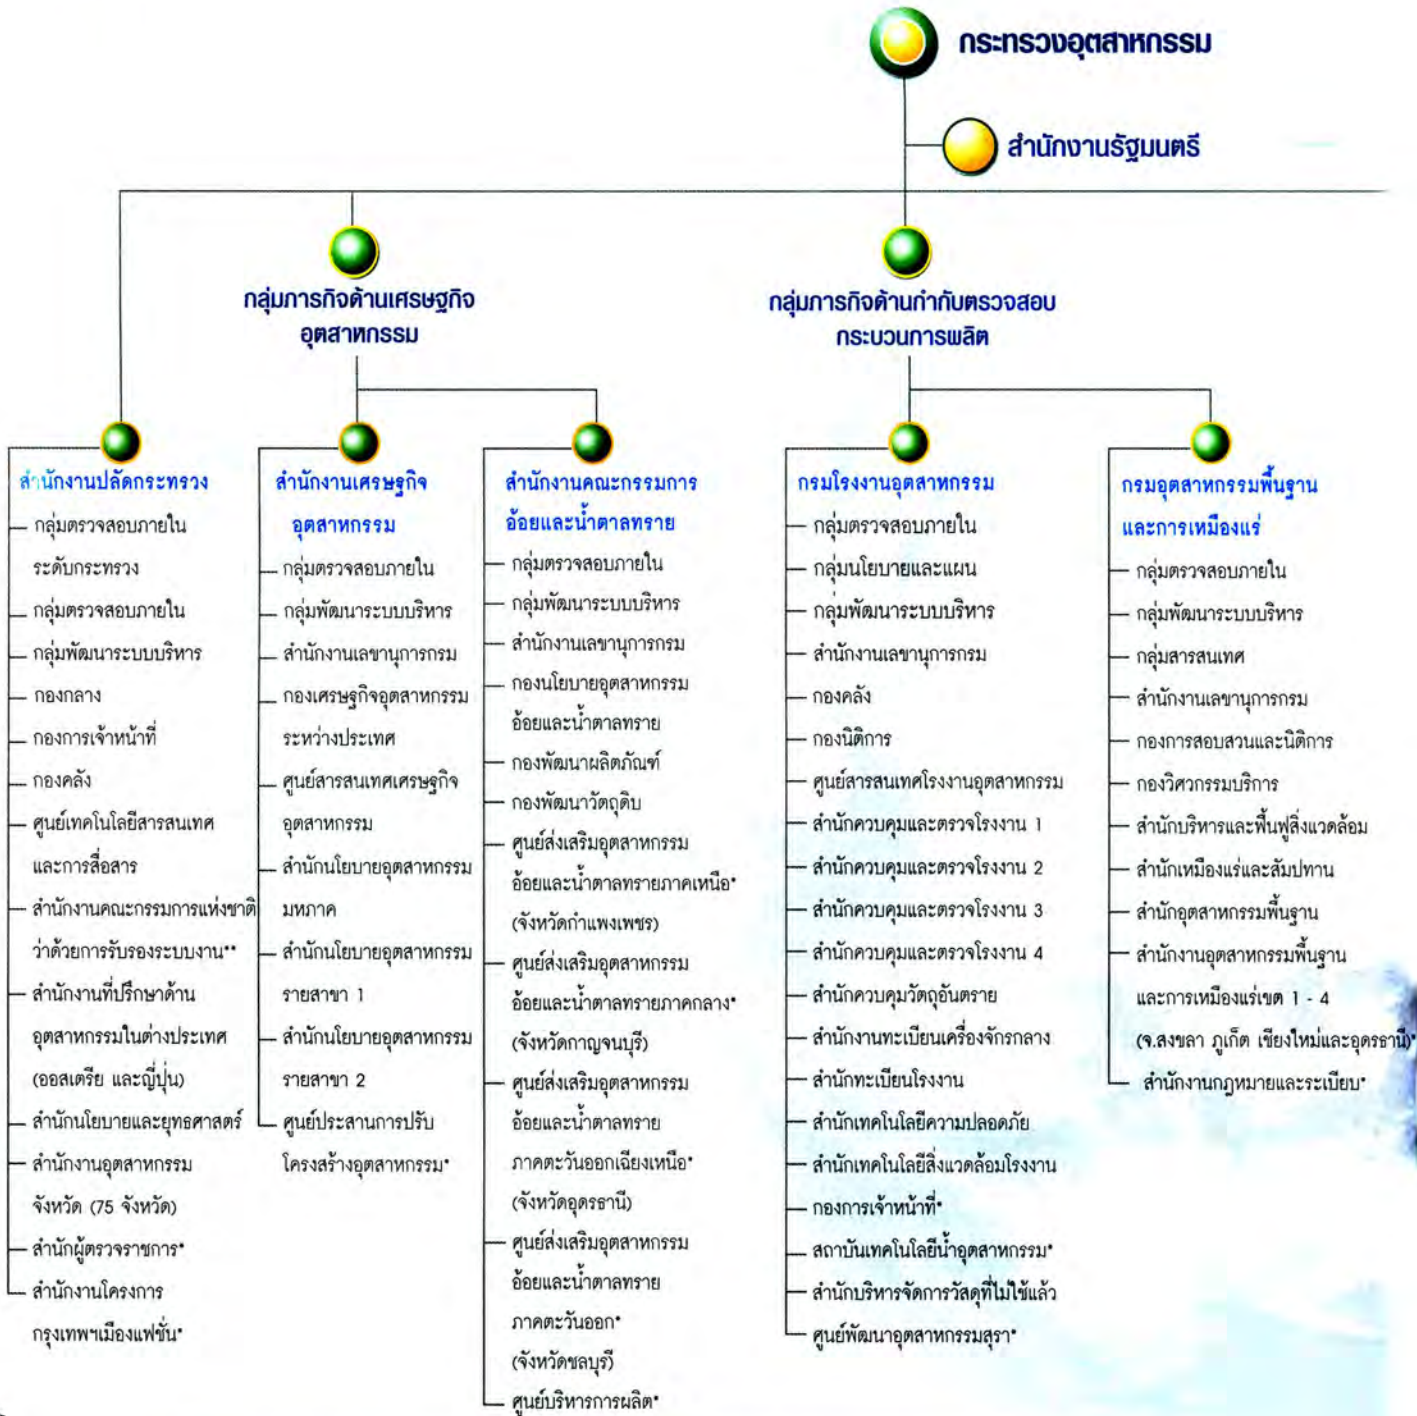 กระทรวงอุตสาหกรรม
สำนักงานรัฐมนตรี
กลุ่มภารกิจด้านเศรษฐกิจ
อุตสาหกรรม
กลุ่มภารกิจด้านกำกับตรวจสอบ
กระบวนการผลิต
สำนักงานปลัดกระทรวง
กลุ่มตรวจสอบภายใน
ระดับกระทรวง
กลุ่มตรวจสอบภายใน
กลุ่มพัฒนาระบบบริหาร
กองกลาง
กองการเจ้าหน้าที่
กองคลัง
ศูนย์เทคโนโลยีสารสนเทศ
และการสื่อสาร
สำนักงานคณะกรรมการแห่งชาติ
ว่าด้วยการรับรองระบบงาน**
สำนักงานที่ปรึกษาด้าน
อุตสาหกรรมในต่างประเทศ
(ออสเตรีย และญี่ปุ่น)
สำนักนโยบายและยุทธศาสตร์
สำนักงานอุตสาหกรรม
จังหวัด (75 จังหวัด)
สำนักผู้ตรวจราชการ*
สำนักงานโครงการ
กรุงเทพฯเมืองแฟชั่น*
สำนักงานเศรษฐกิจ
อุตสาหกรรม
กลุ่มตรวจสอบภายใน
กลุ่มพัฒนาระบบบริหาร
สำนักงานเลขานุการกรม
กองเศรษฐกิจอุตสาหกรรม
ระหว่างประเทศ
ศูนย์สารสนเทศเศรษฐกิจ
อุตสาหกรรม
สำนักนโยบายอุตสาหกรรม
มหภาค
สำนักนโยบายอุตสาหกรรม
รายสาขา 1
สำนักนโยบายอุตสาหกรรม
รายสาขา 2
ศูนย์ประสานการปรับ
โครงสร้างอุตสาหกรรม*
สำนักงานคณะกรรมการ
อ้อยและน้ำตาลทราย
กลุ่มตรวจสอบภายใน
กลุ่มพัฒนาระบบบริหาร
สำนักงานเลขานุการกรม
กองนโยบายอุตสาหกรรม
อ้อยและน้ำตาลทราย
กองพัฒนาผลิตภัณฑ์
กองพัฒนาวัตถุดิบ
ศูนย์ส่งเสริมอุตสาหกรรม
อ้อยและน้ำตาลทรายภาคเหนือ*
(จังหวัดกำแพงเพชร)
ศูนย์ส่งเสริมอุตสาหกรรม
อ้อยและน้ำตาลทรายภาคกลาง*
(จังหวัดกาญจนบุรี)
ศูนย์ส่งเสริมอุตสาหกรรม
อ้อยและน้ำตาลทราย
ภาคตะวันออกเฉียงเหนือ*
(จังหวัดอุดรธานี)
ศูนย์ส่งเสริมอุตสาหกรรม
อ้อยและน้ำตาลทราย
ภาคตะวันออก*
(จังหวัดชลบุรี)
ศูนย์บริหารการผลิต*
กรมโรงงานอุตสาหกรรม
กลุ่มตรวจสอบภายใน
กลุ่มนโยบายและแผน
กลุ่มพัฒนาระบบบริหาร
สำนักงานเลขานุการกรม
กองคลัง
กองนิติการ
ศูนย์สารสนเทศโรงงานอุตสาหกรรม
สำนักควบคุมและตรวจโรงงาน 1
สำนักควบคุมและตรวจโรงงาน 2
สำนักควบคุมและตรวจโรงงาน 3
สำนักควบคุมและตรวจโรงงาน 4
สำนักควบคุมวัตถุอันตราย
สำนักงานทะเบียนเครื่องจักรกลาง
สำนักทะเบียนโรงงาน
สำนักเทคโนโลยีความปลอดภัย
สำนักเทคโนโลยีสิ่งแวดล้อมโรงงาน
กองการเจ้าหน้าที่*
สถาบันเทคโนโลยีน้ำอุตสาหกรรม*
สำนักบริหารจัดการวัสดุที่ไม่ใช้แล้ว
ศูนย์พัฒนาอุตสาหกรรมสุรา*
กรมอุตสาหกรรมพื้นฐาน
และการเหมืองแร่
กลุ่มตรวจสอบภายใน
กลุ่มพัฒนาระบบบริหาร
กลุ่มสารสนเทศ
สำนักงานเลขานุการกรม
กองการสอบสวนและนิติการ
กองวิศวกรรมบริการ
สำนักบริหารและฟื้นฟูสิ่งแวดล้อม
สำนักเหมืองแร่และสัมปทาน
สำนักอุตสาหกรรมพื้นฐาน
สำนักงานอุตสาหกรรมพื้นฐาน
และการเหมืองแร่เขต 1 - 4
(จ.สงขลา ภูเก็ต เชียงใหม่และอุดรธานี)*
สำนักงานกฎหมายและระเบียบ*